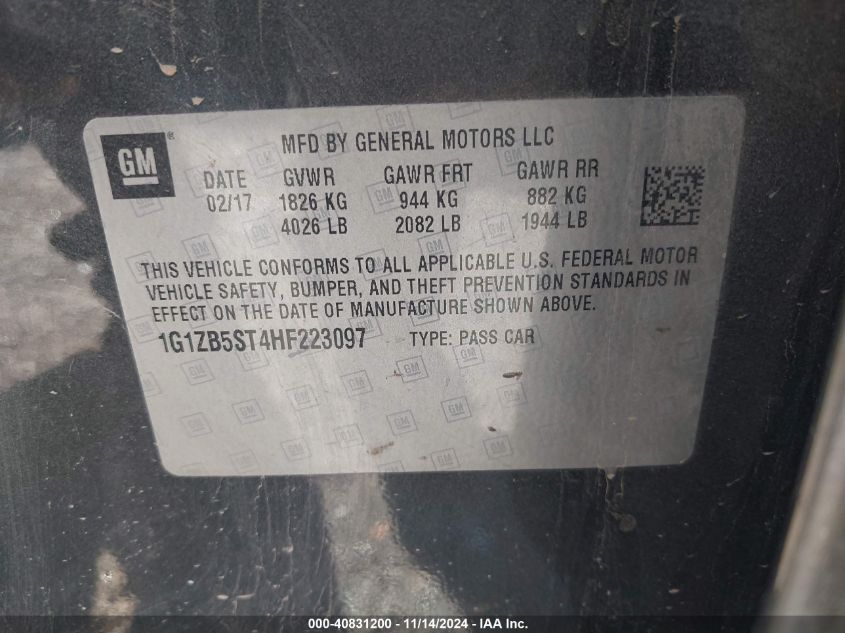 GM®
MFD BY GENERAL MOTORS LLC
DATE GVWR GAWR FRT GAWR RR
02/17 1826 KG 944 KG 882 KG
4026 LB 2082 LB 1944 LB
THIS VEHICLE CONFORMS TO ALL APPLICABLE U.S. FEDERAL MOTOR
VEHICLE SAFETY, BUMPER, AND THEFT PREVENTION STANDARDS IN
EFFECT ON THE DATE OF MANUFACTURE SHOWN ABOVE.
1G1ZB5ST4HF223097 TYPE: PASS CAR
000-40831200 - 11/14/2024 - IAA Inc.